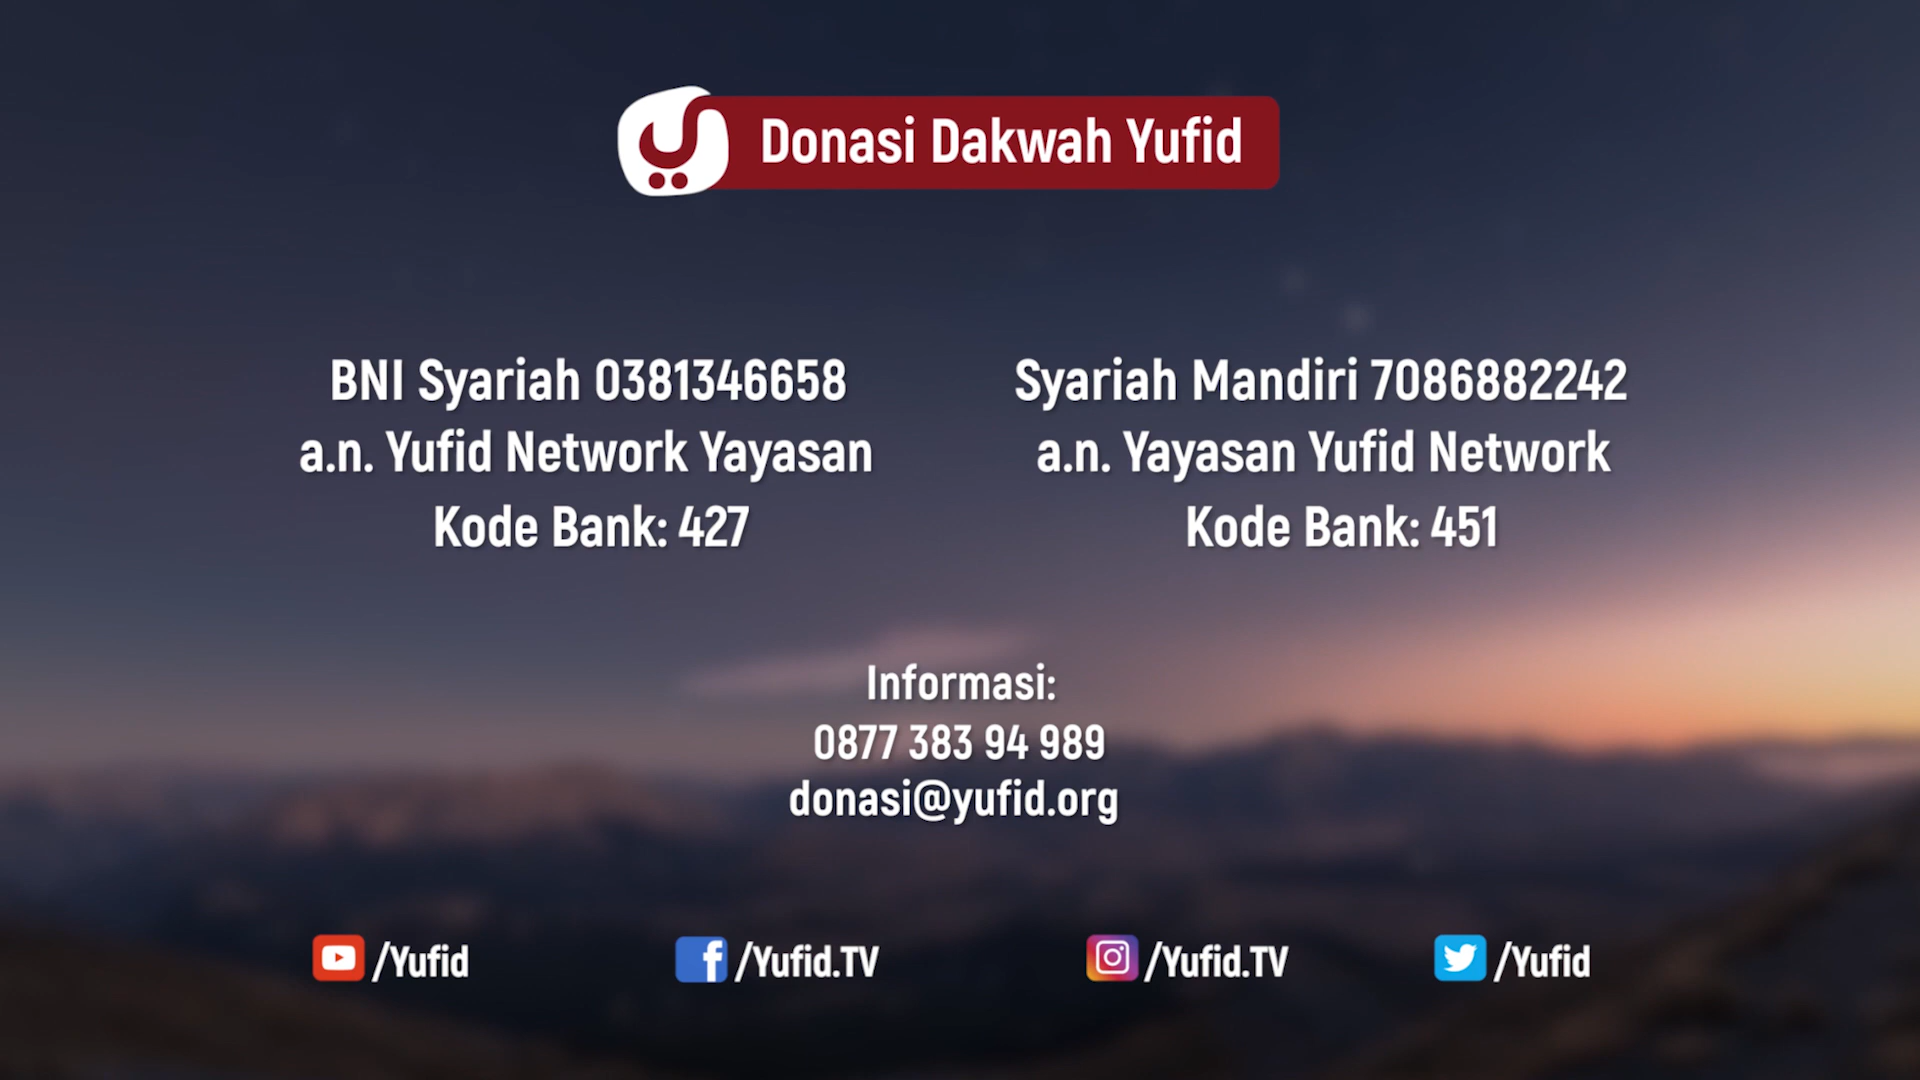 Donasi Dakwah Yufid
BNI Syariah 0381346658
a.n. Yufid Network Yayasan
Kode Bank: 427
Syariah Mandiri 7086882242
a.n. Yayasan Yufid Network
Kode Bank: 451
Informasi:
0877 383 94 989
donasi@yufid.org
/Yufid
/Yufid.TV
/Yufid.TV
/Yufid